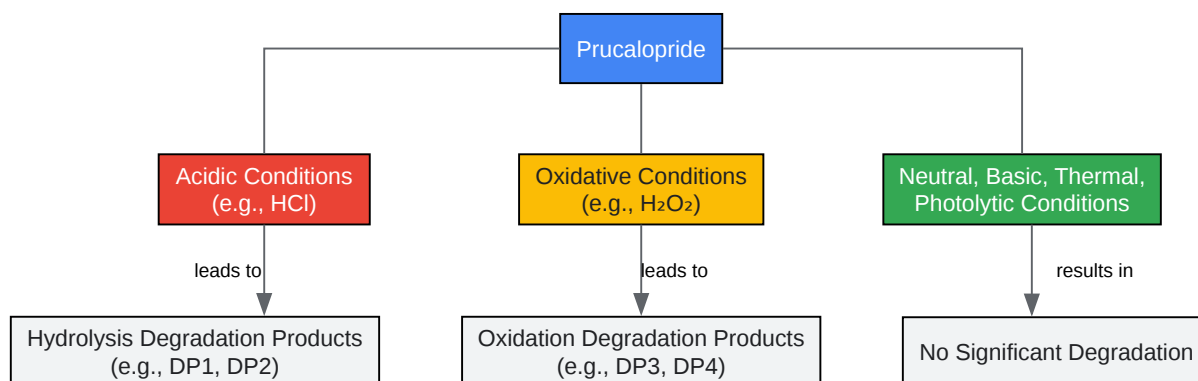 Prucalopride
Acidic Conditions
(e.g., HCl)
Oxidative Conditions
(e.g., H₂O₂)
Neutral, Basic, Thermal,
Photolytic Conditions
leads to
leads to
results in
Hydrolysis Degradation Products
(e.g., DP1, DP2)
Oxidation Degradation Products
(e.g., DP3, DP4)
No Significant Degradation